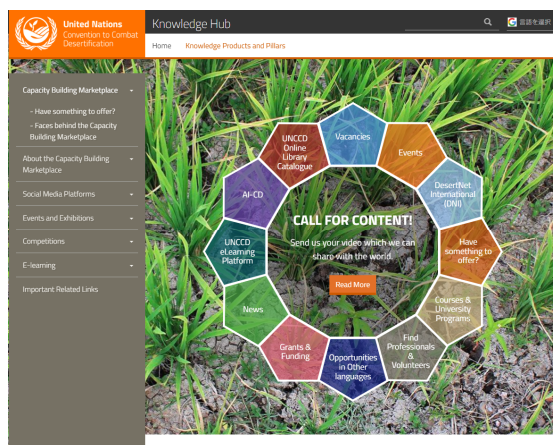 United Nations
Convention to Combat
Desertification
Knowledge Hub
言語を選択
Home
Knowledge Products and Pillars
Capacity Building Marketplace
- Have something to offer?
- Faces behind the Capacity
Building Marketplace
About the Capacity Building
Marketplace
Social Media Platforms
Events and Exhibitions
Competitions
E-learning
Important Related Links
Vacancies
Events
DesertNet
International
(DNI)
Have
something to
offer?
Courses &
University
Programs
Find
Professionals
&
Volunteers
Opportunities
in Other
languages
Grants &
Funding
News
UNCCD
eLearning
Platform
AI-CD
UNCCD
Online
Library
Catalogue
CALL FOR CONTENT!
Send us your video which we can
share with the world.
Read More